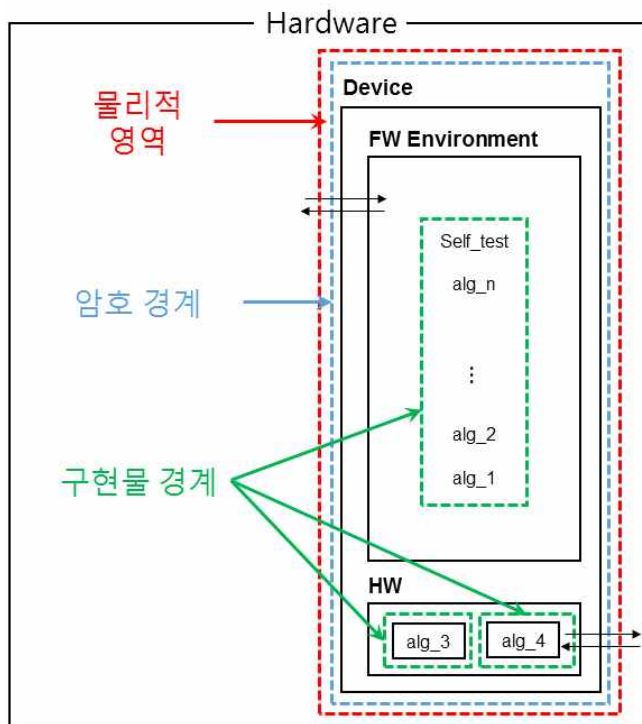 Hardware
물리적
영역
Device
FW Environment
Self_test
alg_n
암호 경계
⋮
alg_2
구현물 경계
alg_1
HW
alg_3
alg_4